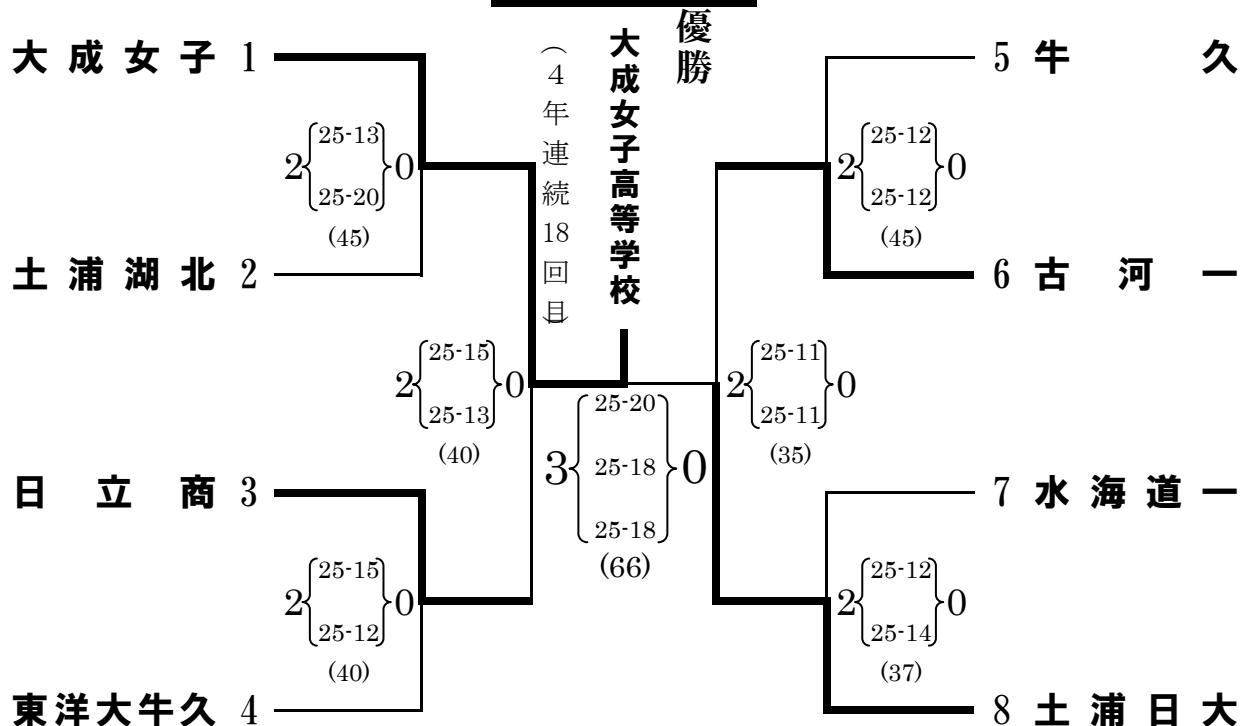 優勝
大成女子高等学校
（4年連続18回目）
大成女子 1
2 25-13 0
25-20
(45)
土浦湖北 2
2 25-15 0
25-13
(40)
日立商 3
2 25-15 0
25-12
(40)
東洋大牛久 4
3 25-20 0
25-18
25-18
(66)
5 牛久
2 25-12 0
25-12
(45)
6 古河一
2 25-11 0
25-11
(35)
7 水海道一
2 25-12 0
25-14
(37)
8 土浦日大